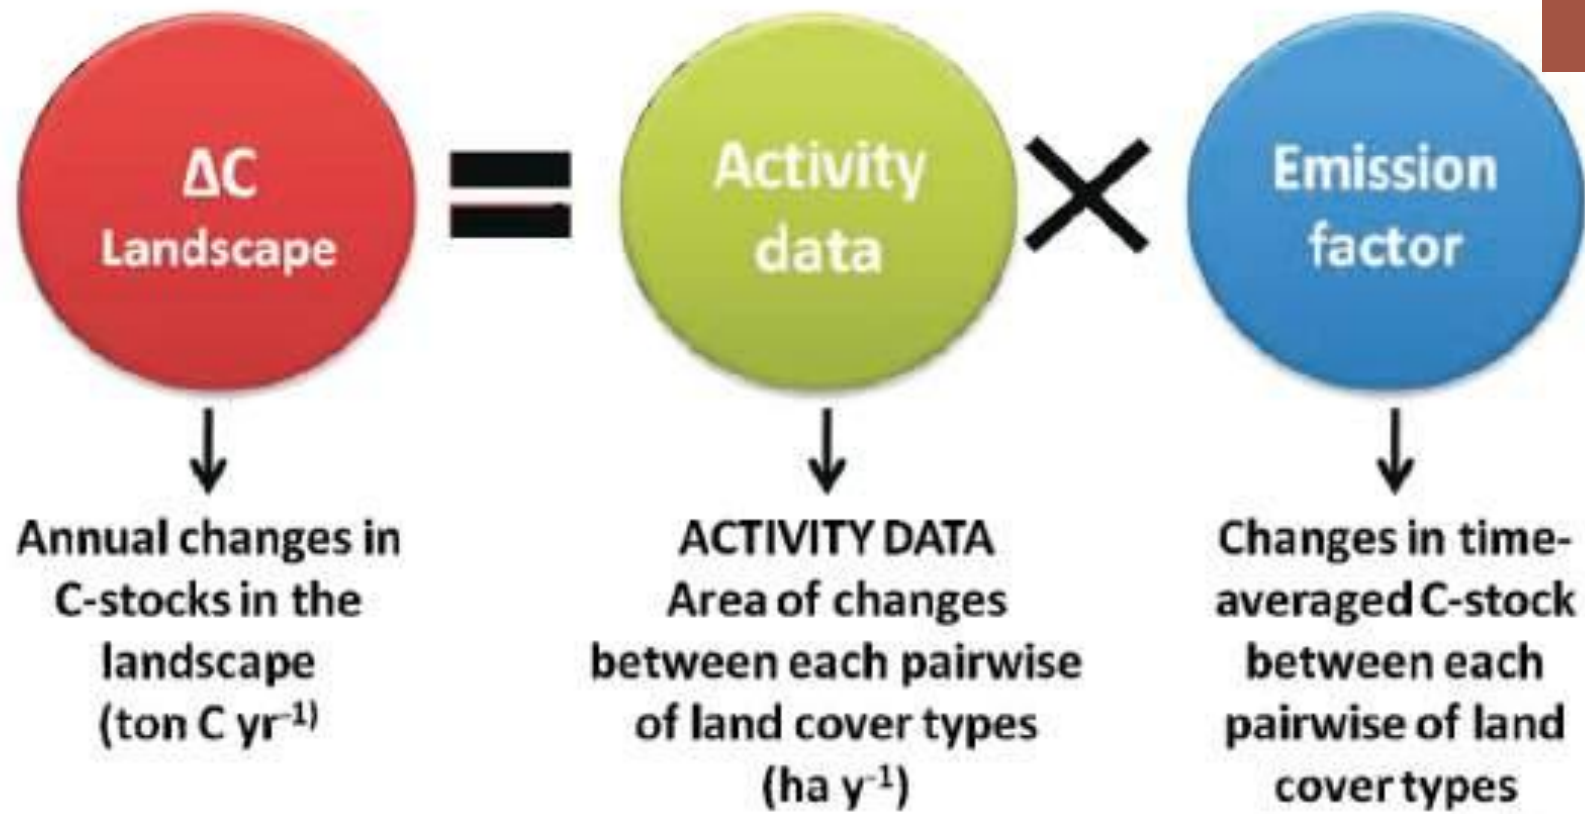 ΔC
Landscape
=
Activity
data
×
Emission
factor
Annual changes in
C-stocks in the
landscape
(ton C yr⁻¹⁾
ACTIVITY DATA
Area of changes
between each pairwise
of land cover types
(ha y⁻¹)
Changes in time-
averaged C-stock
between each
pairwise of land
cover types